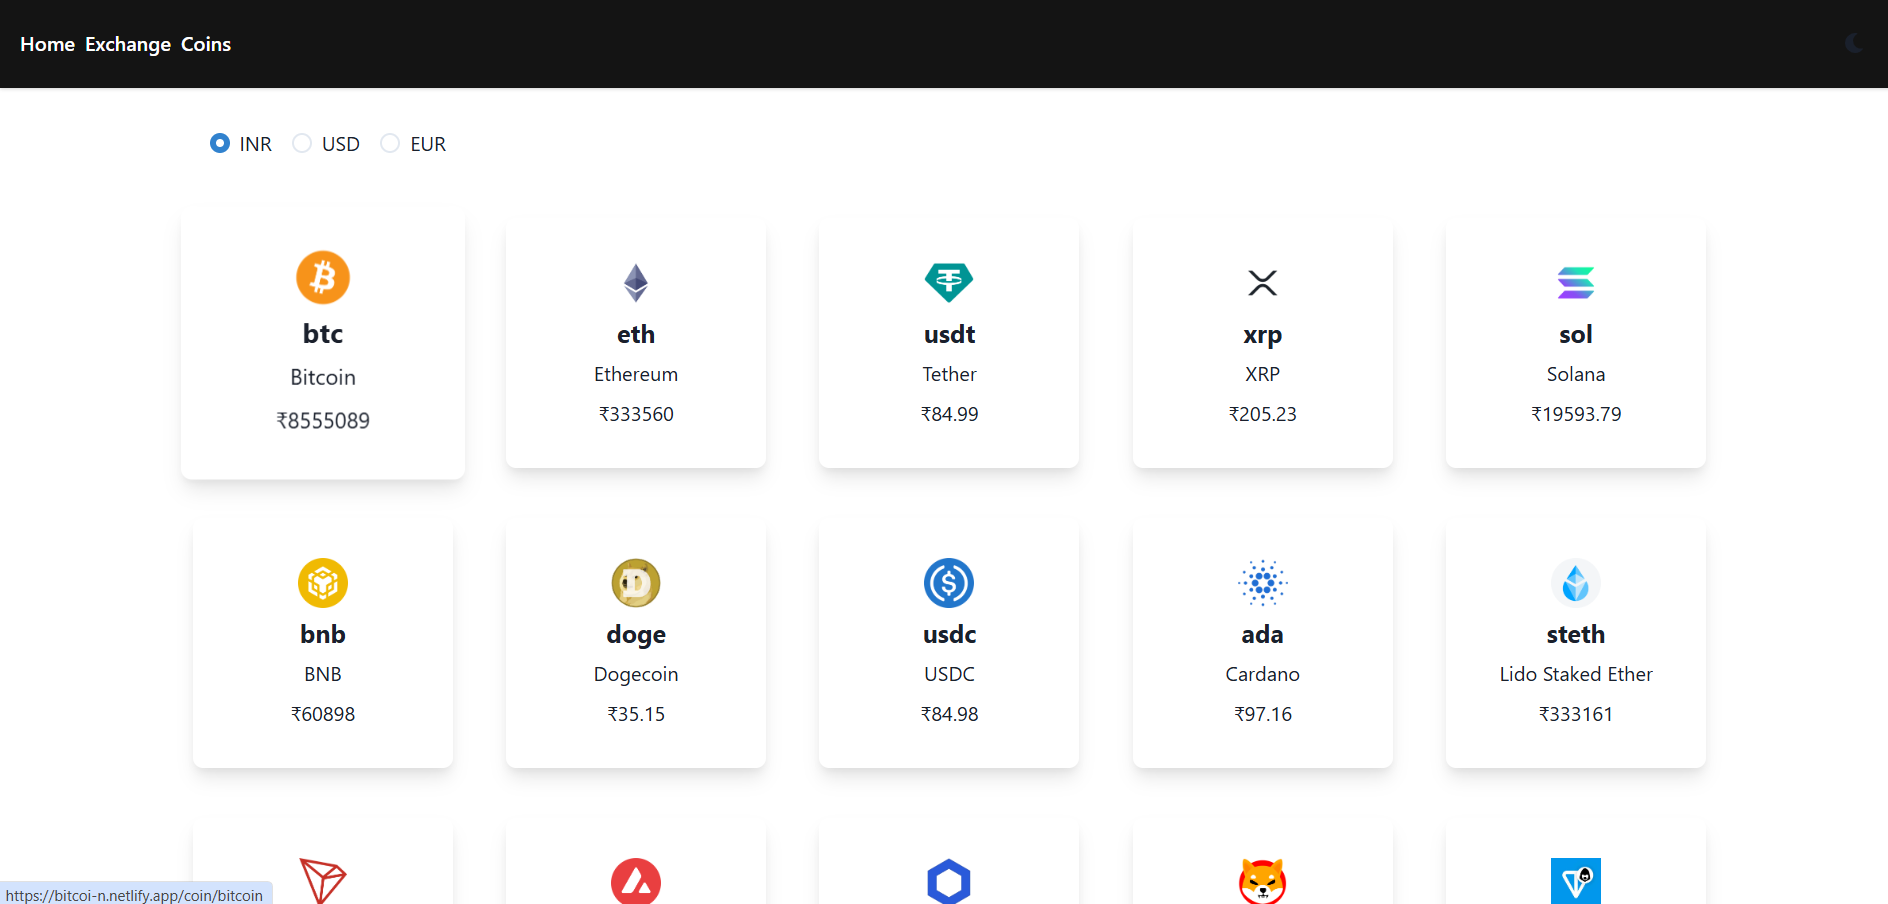 Home Exchange Coins
INR USD EUR
btc
Bitcoin
₹8555089
eth
Ethereum
₹333560
usdt
Tether
₹84.99
xrp
XRP
₹205.23
sol
Solana
₹19593.79
bnb
BNB
₹60898
doge
Dogecoin
₹35.15
usdc
USDC
₹84.98
ada
Cardano
₹97.16
steth
Lido Staked Ether
₹333161
https://bitcoi-n.netlify.app/coin/bitcoin